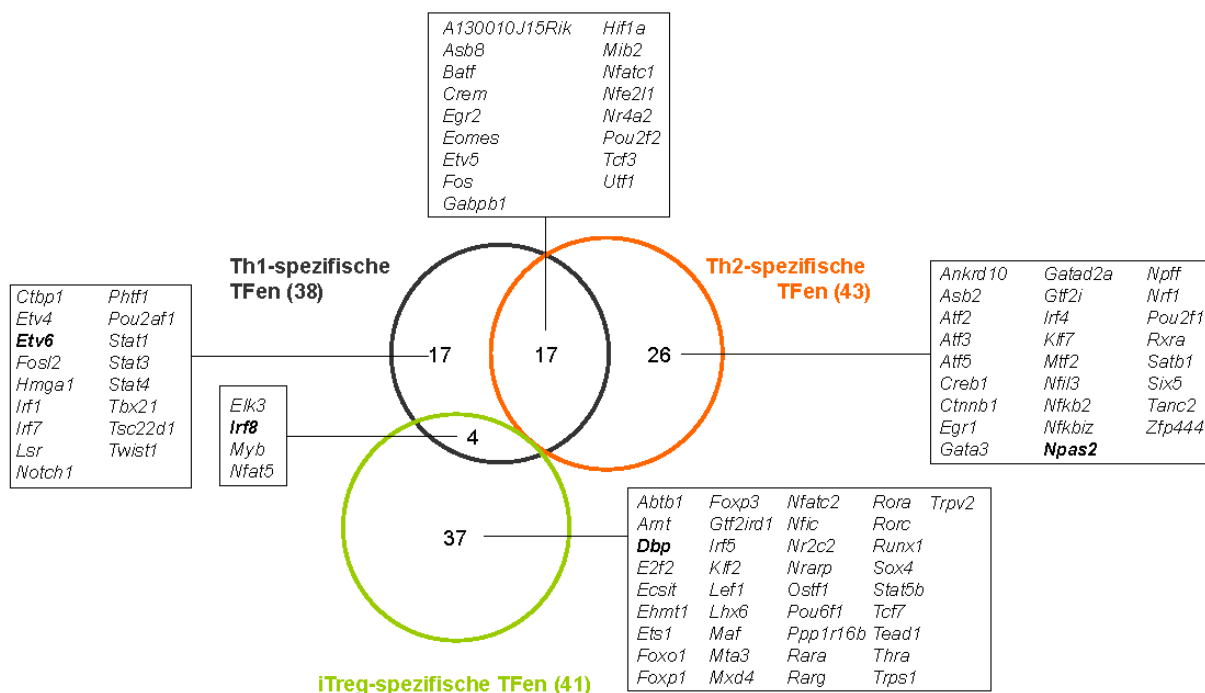 A130010J15Rik Hif1a
Asb8 Mib2
Batf Nfatc1
Crem Nfe2l1
Egr2 Nr4a2
Eomes Pou2f2
Etv5 Tcf3
Fos Utf1
Gabpb1
Th1-spezifische
TFen (38)
Th2-spezifische
TFen (43)
Ctbp1 Phtf1
Etv4 Pou2af1
Etv6 Stat1
Fosl2 Stat3
Hmga1 Stat4
Irf1 Tbx21
Irf7 Tsc22d1
Lsr Twist1
Notch1
17
17
26
Ankrd10 Gatad2a Npff
Asb2 Gtf2i Nrf1
Atf2 Irf4 Pou2f1
Atf3 Klf7 Rxra
Atf5 Mtf2 Satb1
Creb1 Nfil3 Six5
Ctnnb1 Nfkb2 Tanc2
Egr1 Nfkbiz Zfp444
Gata3 Npas2
Elk3
Irf8
Myb
Nfat5
4
37
Abtb1 Foxp3 Nfatc2 Rora Trpv2
Arnt Gtf2ird1 Nfic Rorc
Dbp Irf5 Nr2c2 Runx1
E2f2 Klf2 Nrarp Sox4
Ecsit Lef1 Ostf1 Stat5b
Ehmt1 Lhx6 Pou6f1 Tcf7
Ets1 Maf Ppp1r16b Tead1
Foxo1 Mta3 Rara Thra
Foxp1 Mxd4 Rarg Trps1
iTreg-spezifische TFen (41)